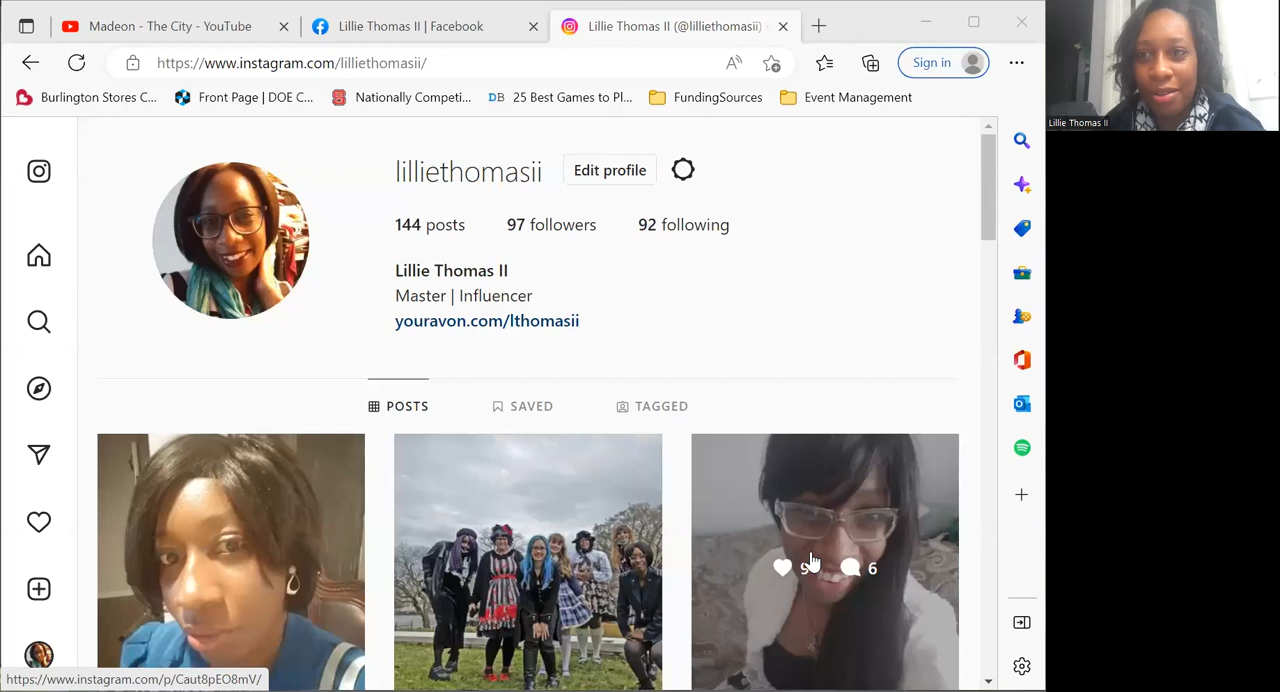 Madeon - The City - YouTube
Lillie Thomas II | Facebook
Lillie Thomas II (@lilliethomasii)
https://www.instagram.com/lilliethomasii/
Sign in
Burlington Stores C...
Front Page | DOE C...
Nationally Competi...
DB
25 Best Games to Pl...
FundingSources
Event Management
Lillie Thomas II
lilliethomasii
Edit profile
144 posts
97 followers
92 following
Lillie Thomas II
Master | Influencer
youravon.com/lthomasii
POSTS
SAVED
TAGGED
6
https://www.instagram.com/p/Caut8pEO8mV/